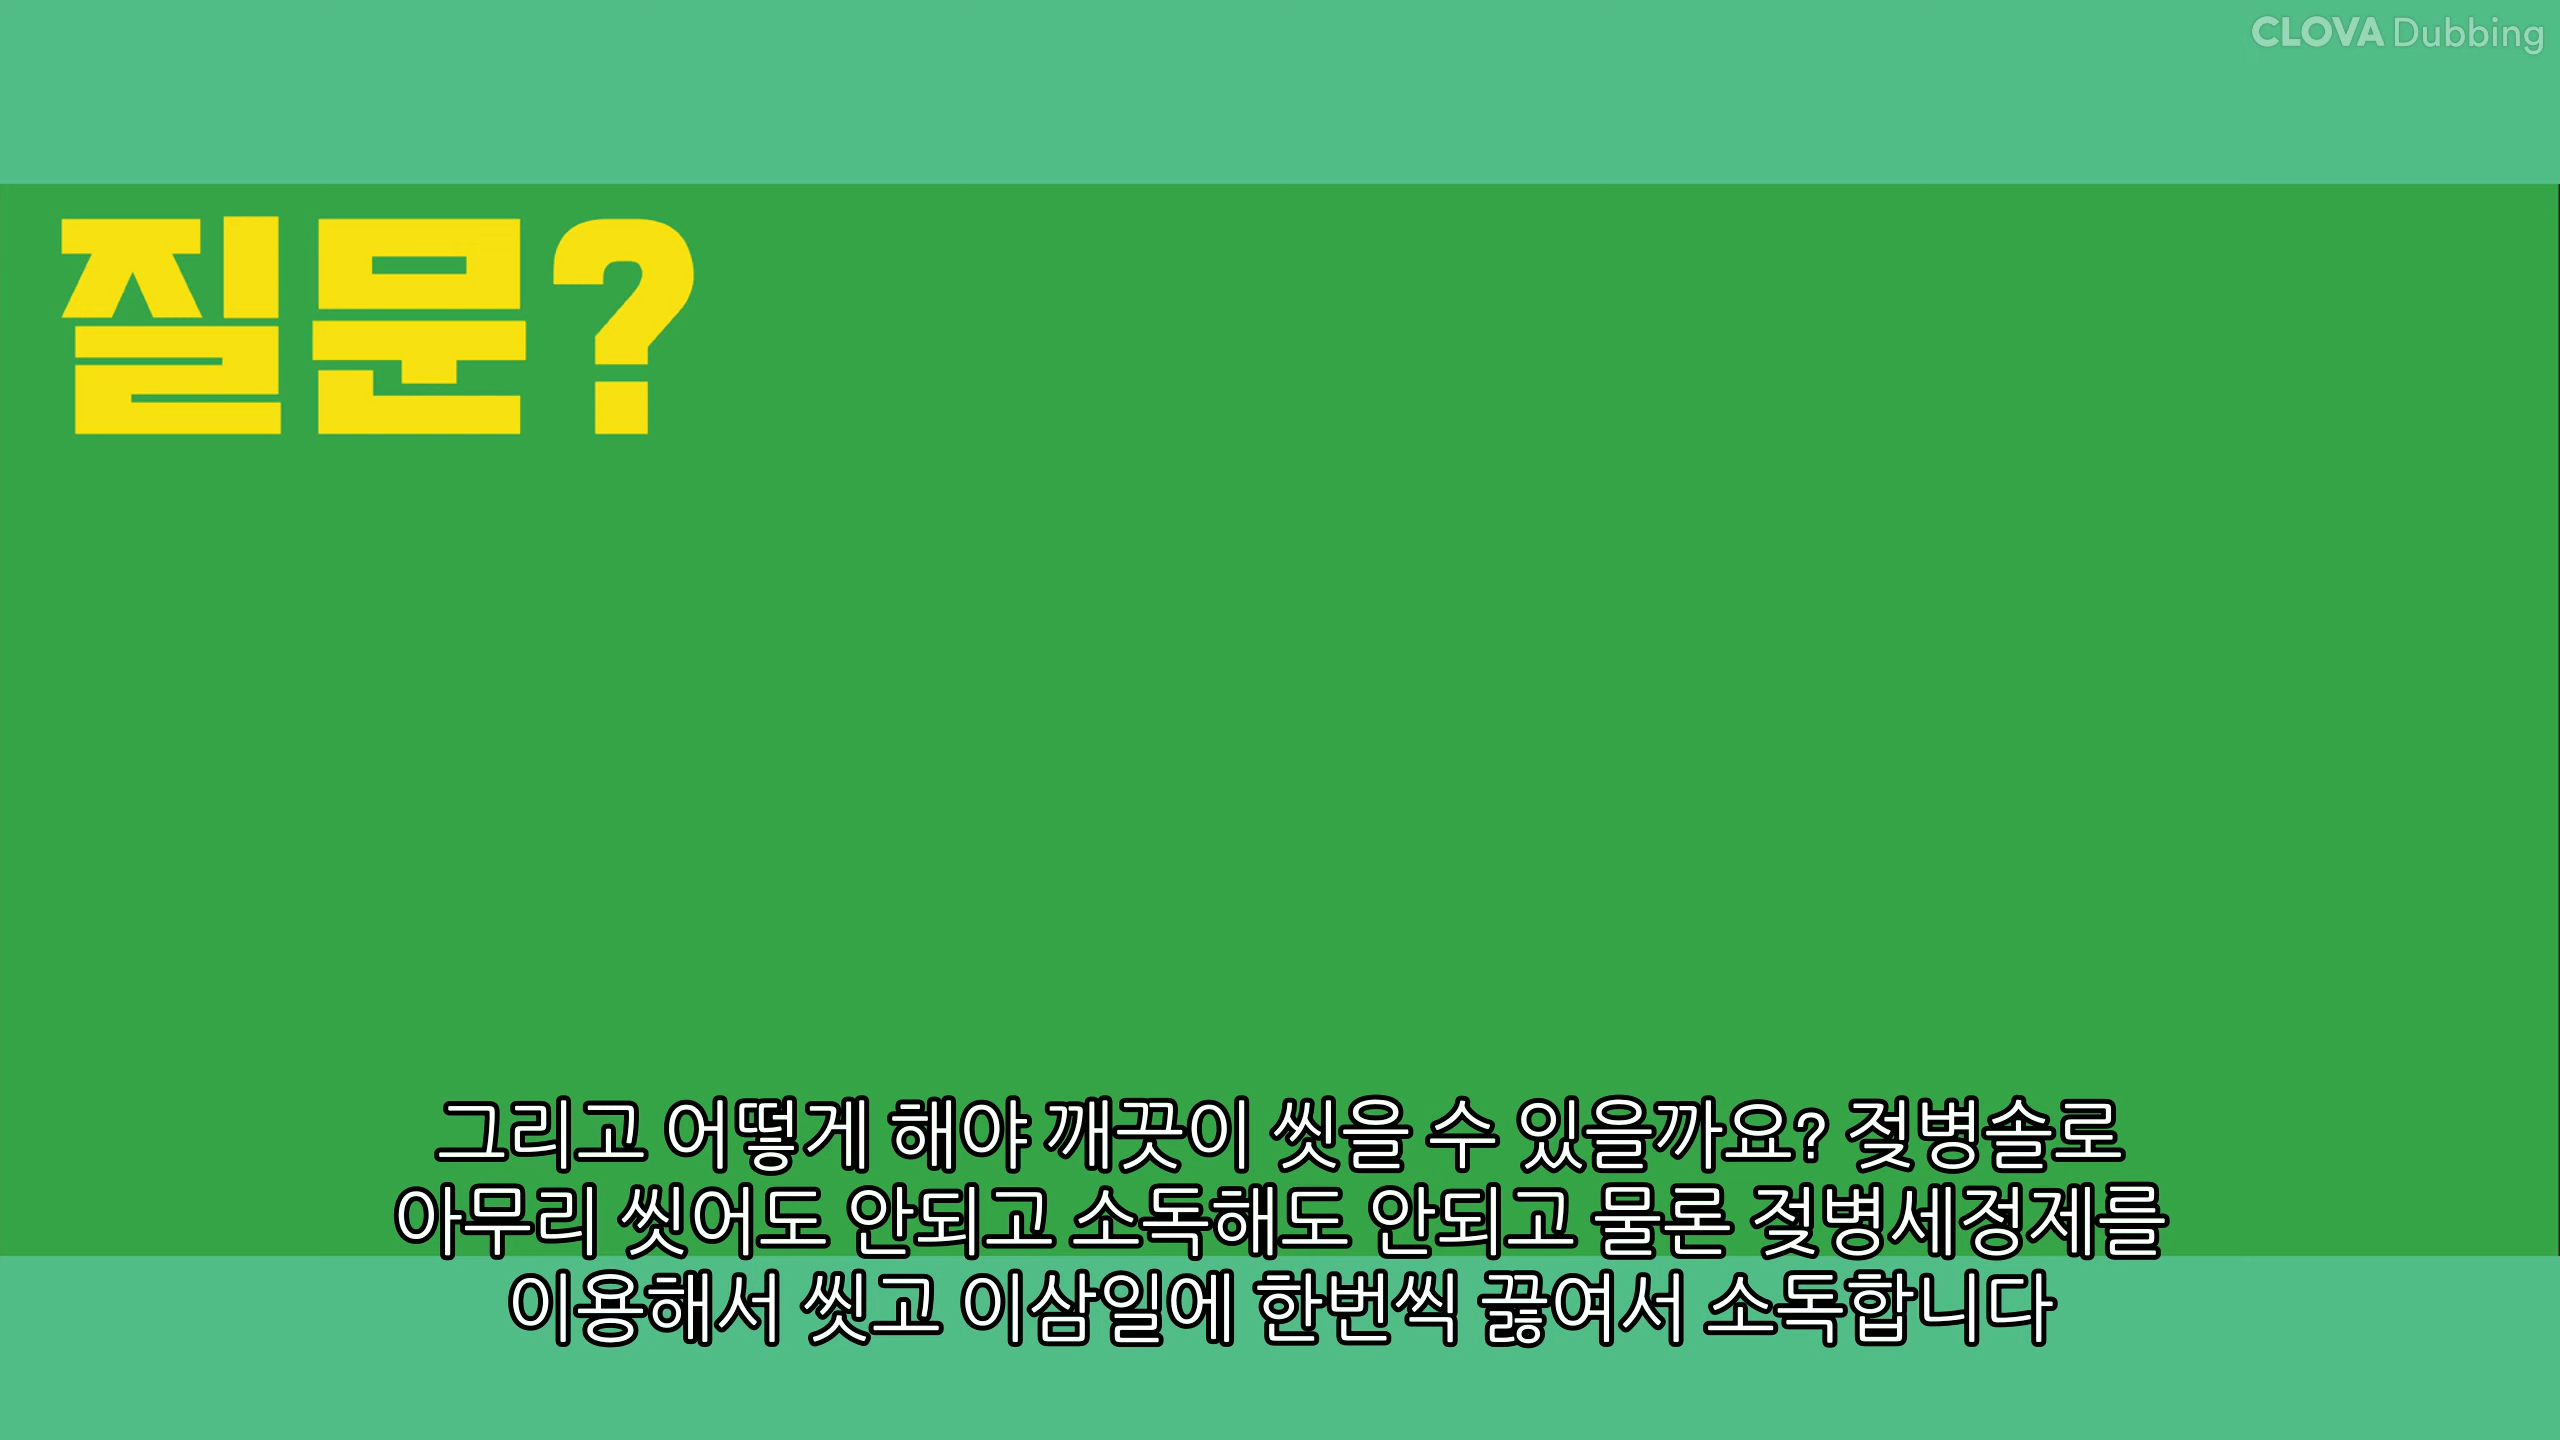 CLOVA Dubbing
질문?
그리고 어떻게 해야 깨끗이 씻을 수 있을까요? 젖병솔로
아무리 씻어도 안되고 소독해도 안되고 물론 젖병세정제를
이용해서 씻고 이삼일에 한번씩 끓여서 소독합니다